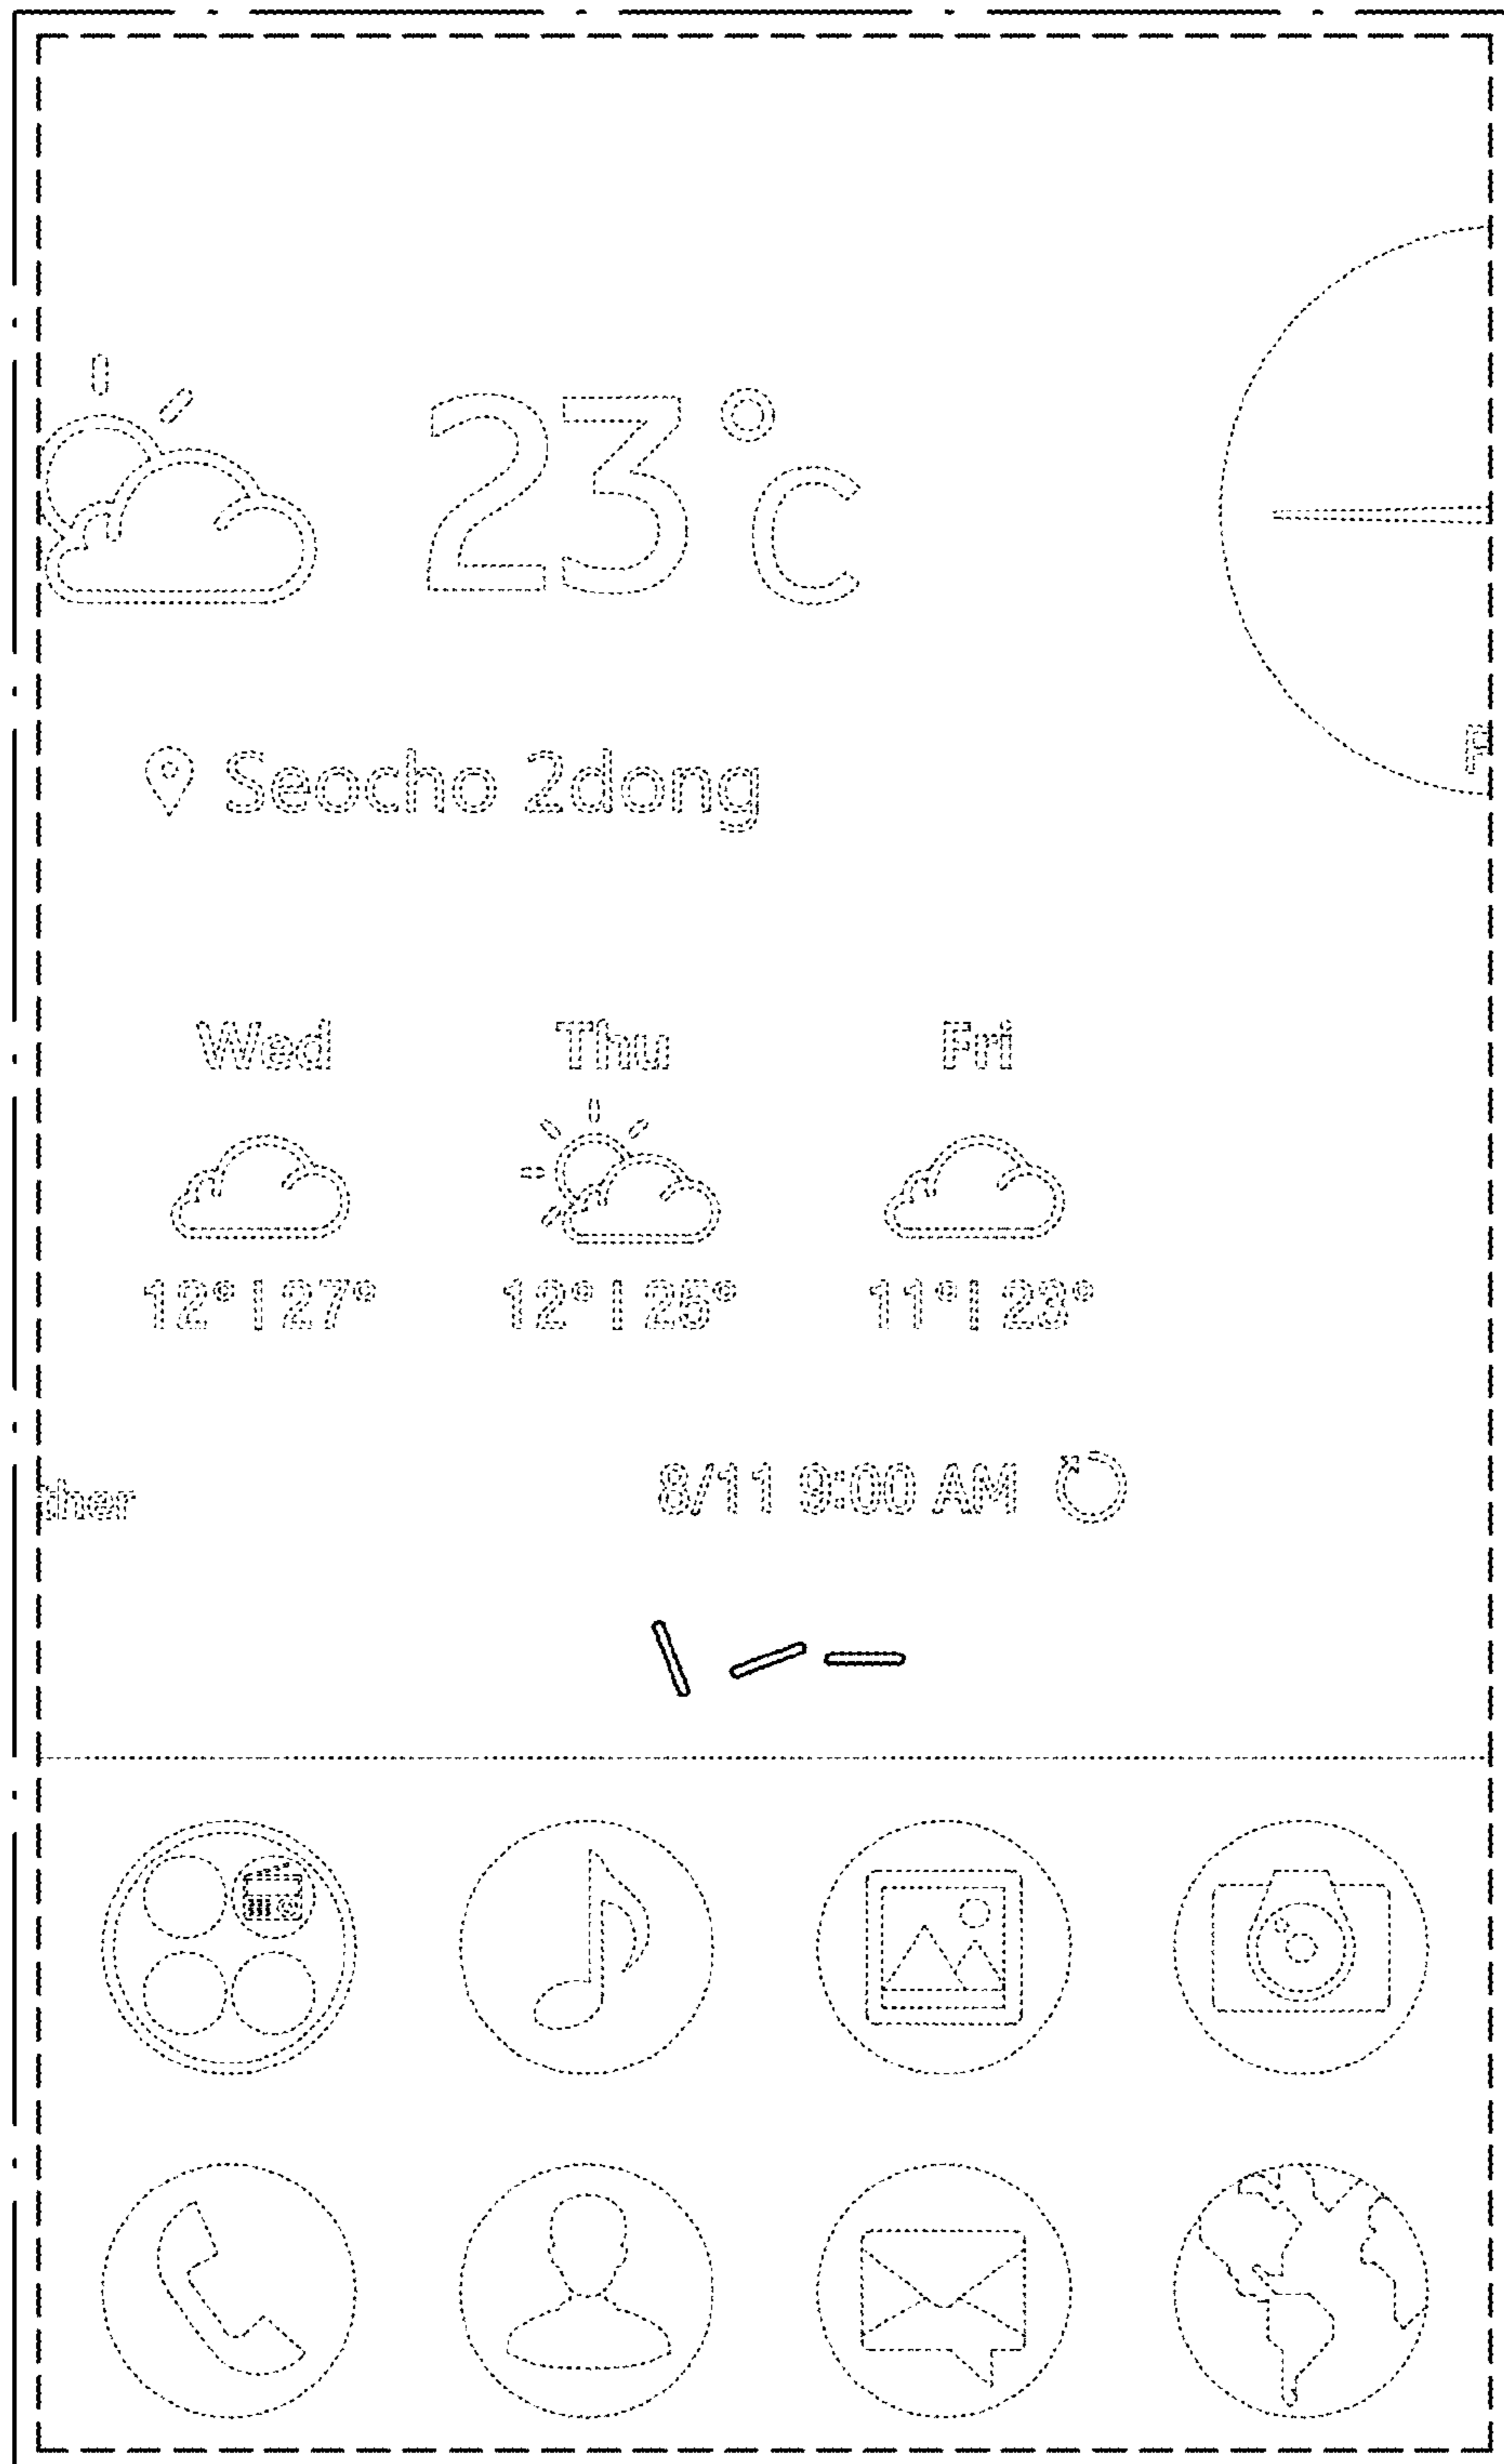 23°C
F
Seocho 2dong
Wed Thu Fri
12° | 27° 12° | 25° 11° | 23°
ther 8/11 9:00 AM